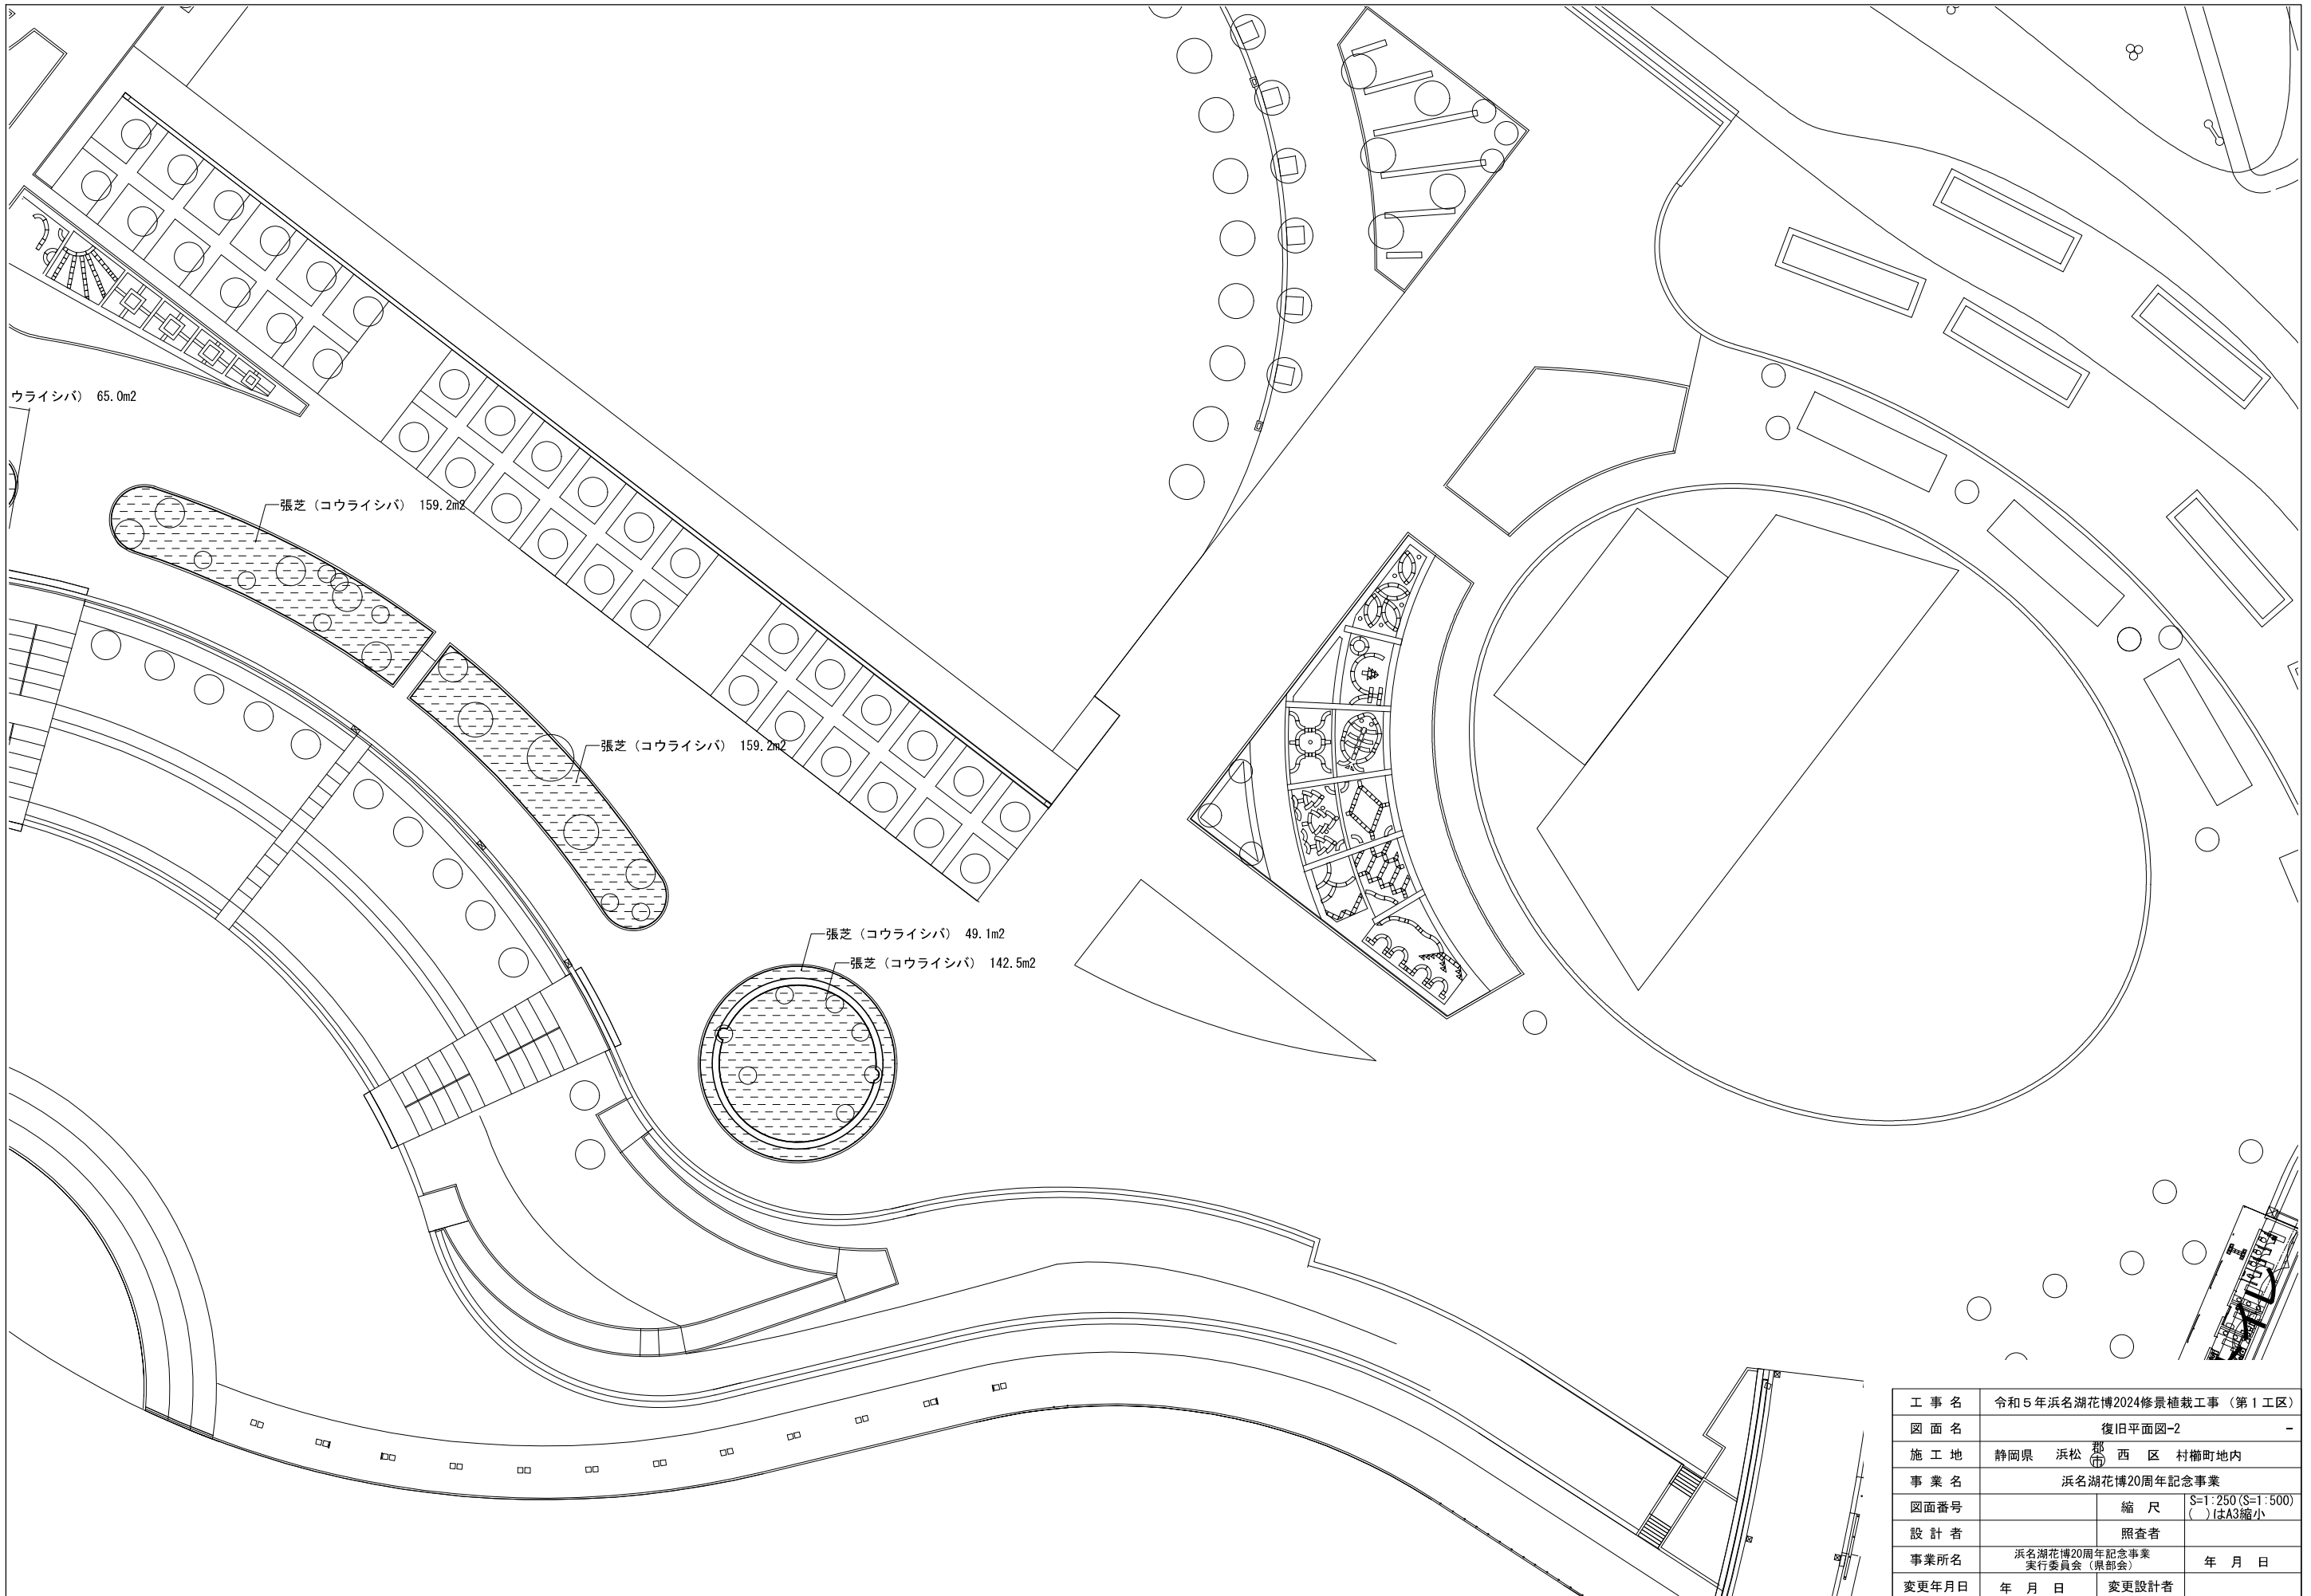 ウライシバ） 65.0m2
張芝（コウライシバ） 159.2m2
張芝（コウライシバ） 159.2m2
張芝（コウライシバ） 49.1m2
張芝（コウライシバ） 142.5m2
工 事 名 令和５年浜名湖花博2024修景植栽工事（第１工区）
図 面 名 復旧平面図-2 -
施 工 地 静岡県 浜松 郡 市 西 区 村櫛町地内
事 業 名 浜名湖花博20周年記念事業
図面番号 縮 尺 S=1:250(S=1:500)
( )はA3縮小
設 計 者 照査者
事業所名 浜名湖花博20周年記念事業
実行委員会（県部会） 年 月 日
変更年月日 年 月 日 変更設計者